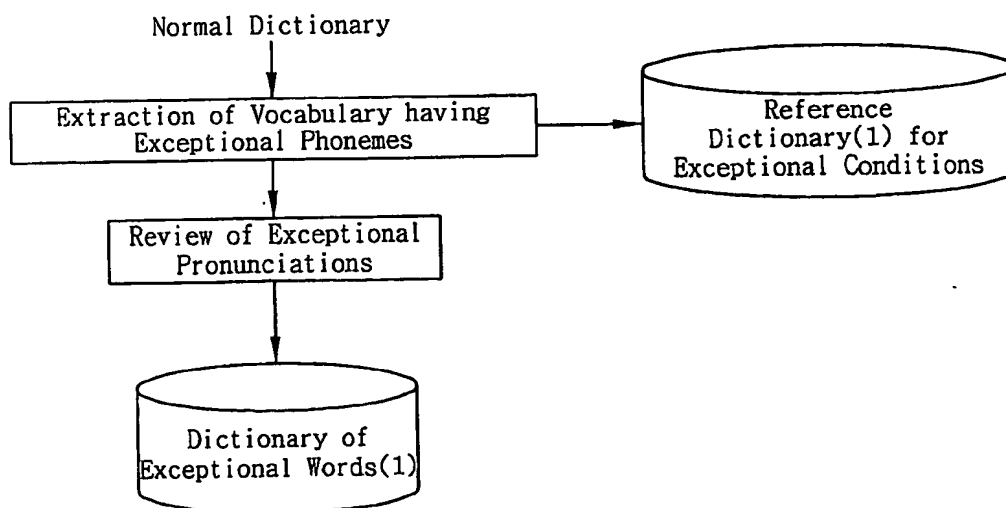 Normal Dictionary
Extraction of Vocabulary having
Exceptional Phonemes
Reference
Dictionary(1) for
Exceptional Conditions
Review of Exceptional
Pronunciations
Dictionary of
Exceptional Words(1)